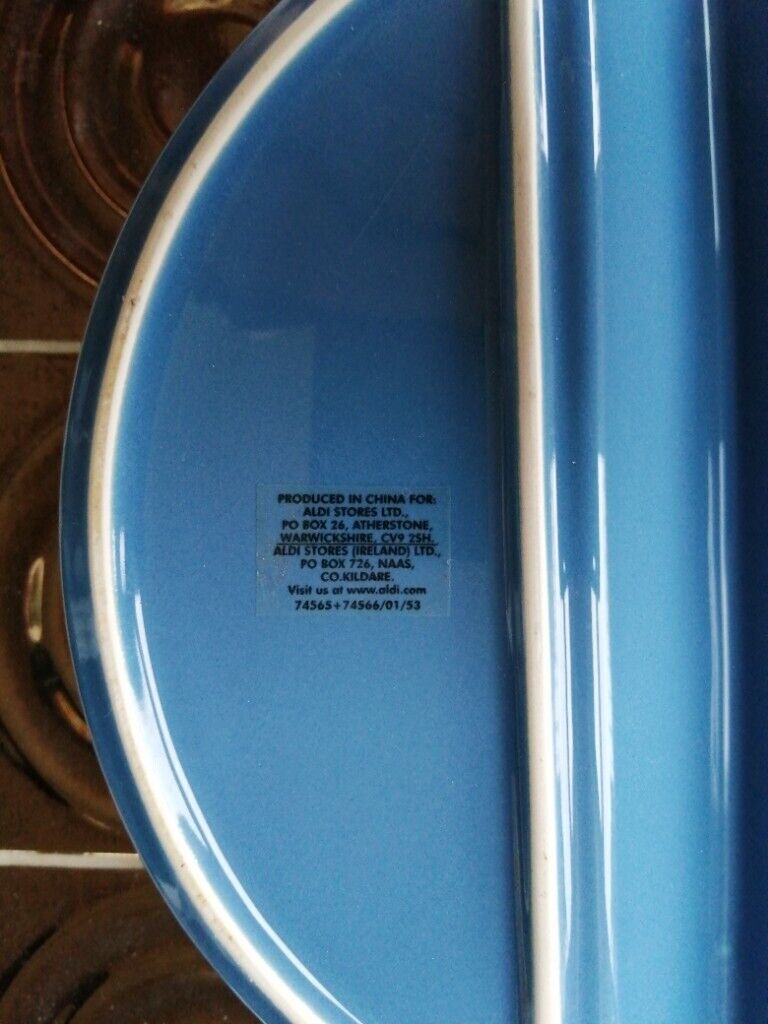 PRODUCED IN CHINA FOR:
ALDI STORES LTD.,
PO BOX 26, ATHERSTONE,
WARWICKSHIRE, CV9 2SH.
ALDI STORES (IRELAND) LTD.,
PO BOX 726, NAAS,
CO.KILDARE.
Visit us at www.aldi.com
74565+74566/01/53